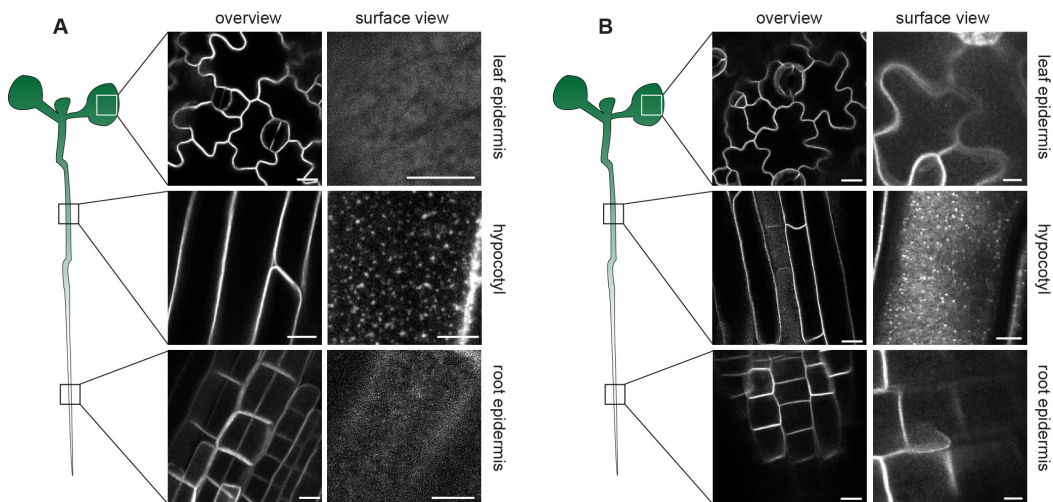 A
overview
surface view
leaf epidermis
hypocotyl
root epidermis
B
overview
surface view
leaf epidermis
hypocotyl
root epidermis